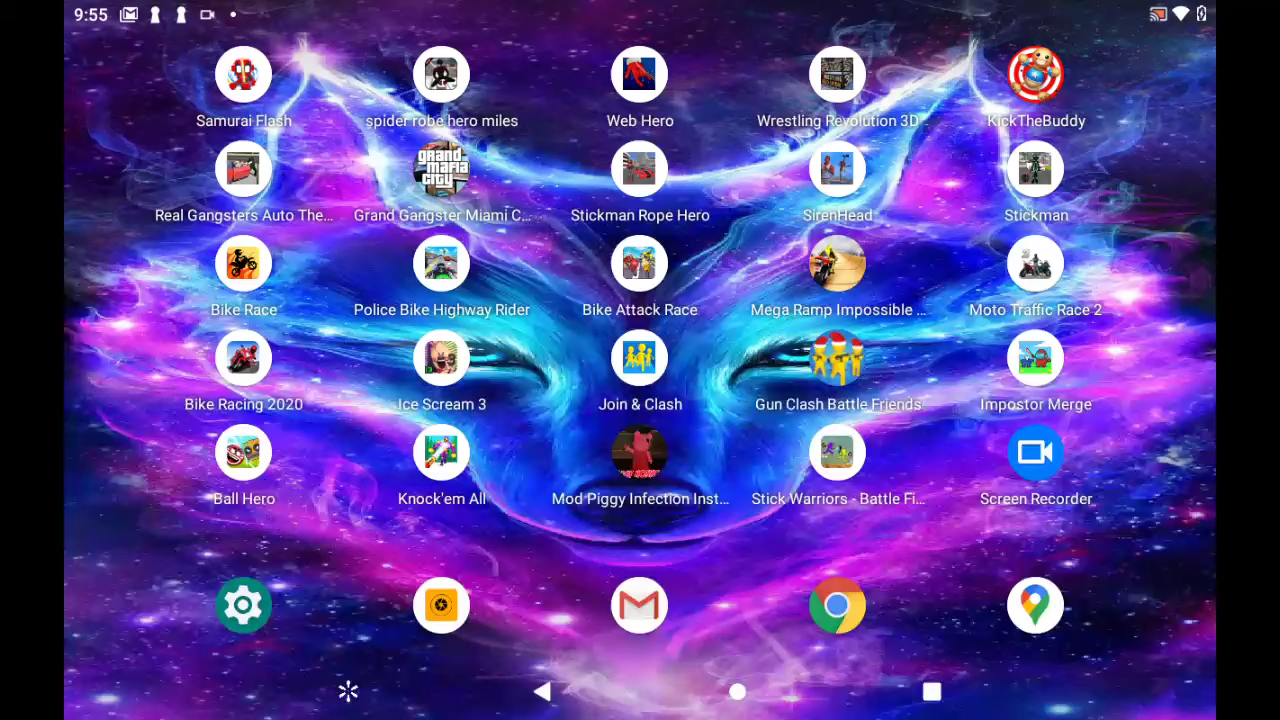 9:55
Samurai Flash
spider robe hero miles
Web Hero
Wrestling Revolution 3D
KickTheBuddy
GRAND MAFIA CITY
Real Gangsters Auto The...
Grand Gangster Miami C...
Stickman Rope Hero
SirenHead
Stickman
Bike Race
Police Bike Highway Rider
Bike Attack Race
Mega Ramp Impossible ...
Moto Traffic Race 2
Bike Racing 2020
Ice Scream 3
Join & Clash
Gun Clash Battle Friends
Impostor Merge
Ball Hero
Knock'em All
Mod Piggy Infection Inst...
Stick Warriors - Battle Fi...
Screen Recorder